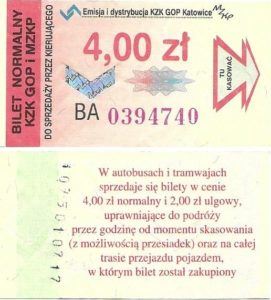 Emisja i dystrybucja KZK GOP Katowice
MZKP
BILET NORMALNY
KZK GOP i MZKP
DO SPRZEDAŻY PRZEZ KIERUJĄCEGO
4,00 zł
TU KASOWAĆ
BA 0394740
W autobusach i tramwajach
sprzedaje się bilety w cenie
4,00 zł normalny i 2,00 zł ulgowy,
uprawniające do podróży
przez godzinę od momentu skasowania
(z możliwością przesiadek) oraz na całej
trasie przejazdu pojazdem,
w którym bilet został zakupiony